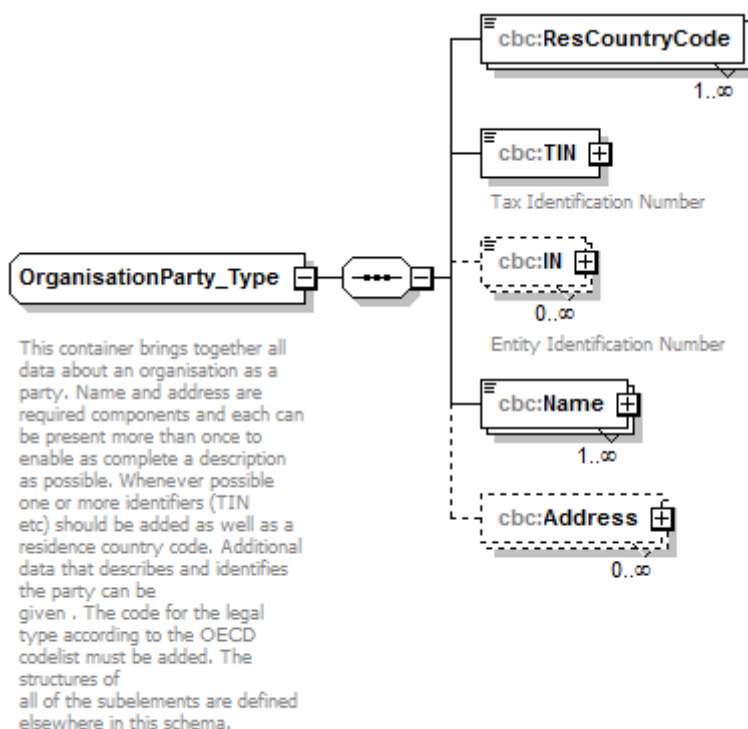 cbc:ResCountryCode
1..∞
cbc:TIN
Tax Identification Number
cbc:IN
0..∞
Entity Identification Number
OrganisationParty_Type
This container brings together all
data about an organisation as a
party. Name and address are
required components and each can
be present more than once to
enable as complete a description
as possible. Whenever possible
one or more identifiers (TIN
etc) should be added as well as a
residence country code. Additional
data that describes and identifies
the party can be
given . The code for the legal
type according to the OECD
codelist must be added. The
structures of
all of the subelements are defined
elsewhere in this schema.
cbc:Name
1..∞
cbc:Address
0..∞